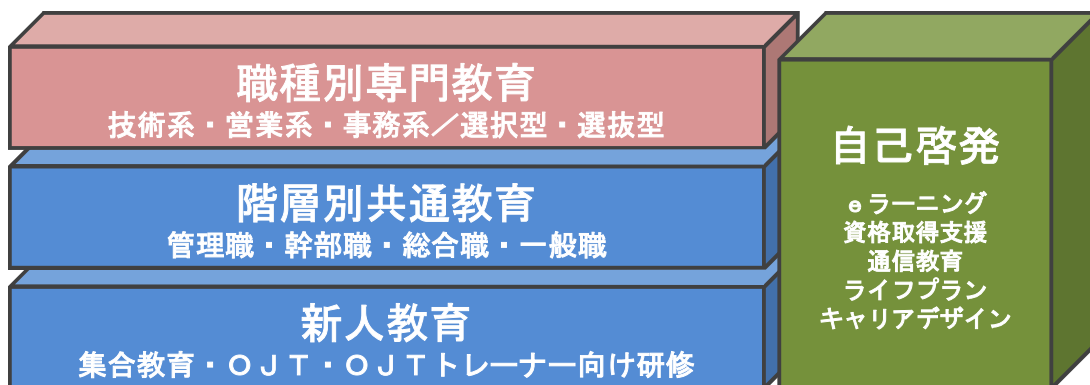 職種別専門教育
技術系・営業系・事務系／選択型・選抜型
階層別共通教育
管理職・幹部職・総合職・一般職
新人教育
集合教育・ＯＪＴ・ＯＪＴトレーナー向け研修
自己啓発
ｅラーニング
資格取得支援
通信教育
ライフプラン
キャリアデザイン